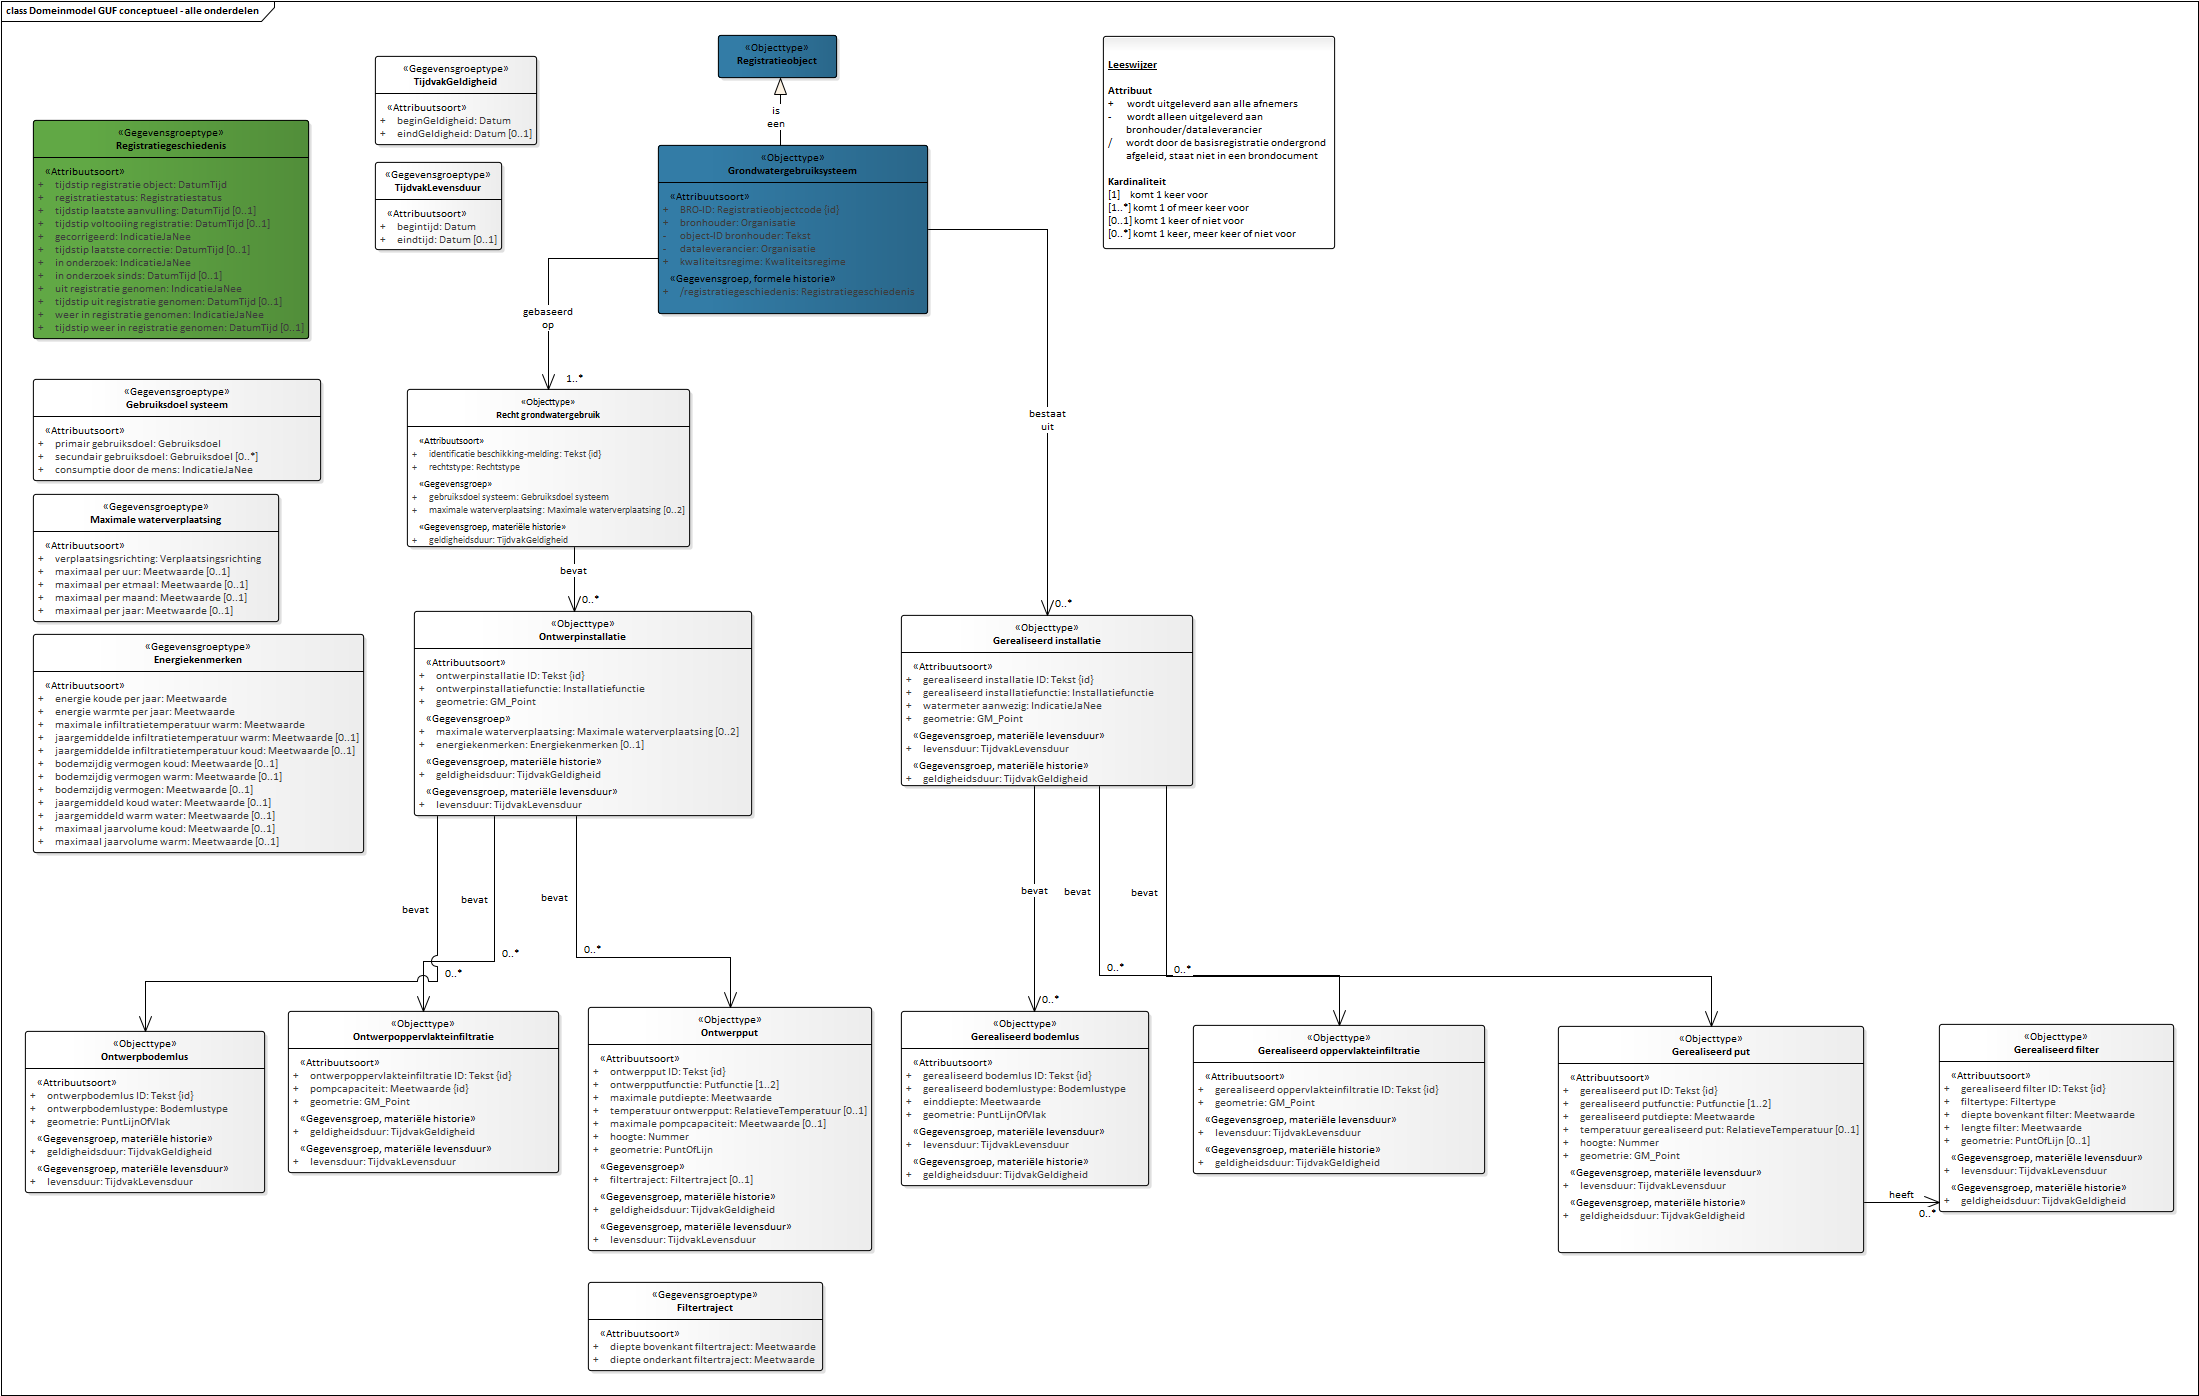 class Domeinmodel GUF conceptueel - alle onderdelen
«Objecttype»
Registratieobject
is
een
«Gegevensgroeptype»
TijdvakGeldigheid
«Attribuutsoort»
+ beginGeldigheid: Datum
+ eindGeldigheid: Datum [0..1]
«Gegevensgroeptype»
TijdvakLevensduur
«Attribuutsoort»
+ begintijd: Datum
+ eindtijd: Datum [0..1]
Leeswijzer
Attribuut
+ wordt uitgeleverd aan alle afnemers
- wordt alleen uitgeleverd aan
bronhouder/dataleverancier
/ wordt door de basisregistratie ondergrond
afgeleid, staat niet in een brondocument
Kardinaliteit
[1] komt 1 keer voor
[1..*] komt 1 of meer keer voor
[0..1] komt 1 keer of niet voor
[0..*] komt 1 keer, meer keer of niet voor
«Gegevensgroeptype»
Registratiegeschiedenis
«Attribuutsoort»
+ tijdstip registratie object: DatumTijd
+ registratiestatus: Registratiestatus
+ tijdstip laatste aanvulling: DatumTijd [0..1]
+ tijdstip voltooiing registratie: DatumTijd [0..1]
+ gecorrigeerd: IndicatieJaNee
+ tijdstip laatste correctie: DatumTijd [0..1]
+ in onderzoek: IndicatieJaNee
+ in onderzoek sinds: DatumTijd [0..1]
+ uit registratie genomen: IndicatieJaNee
+ tijdstip uit registratie genomen: DatumTijd [0..1]
+ weer in registratie genomen: IndicatieJaNee
+ tijdstip weer in registratie genomen: DatumTijd [0..1]
«Objecttype»
Grondwatergebruiksysteem
«Attribuutsoort»
+ BRO-ID: Registratieobjectcode {id}
+ bronhouder: Organisatie
- object-ID bronhouder: Tekst
- dataleverancier: Organisatie
+ kwaliteitsregime: Kwaliteitsregime
«Gegevensgroep, formele historie»
+ /registratiegeschiedenis: Registratiegeschiedenis
gebaseerd
op
1..*
bestaat
uit
0..*
«Gegevensgroeptype»
Gebruiksdoel systeem
«Attribuutsoort»
+ primair gebruiksdoel: Gebruiksdoel
+ secundair gebruiksdoel: Gebruiksdoel [0..*]
+ consumptie door de mens: IndicatieJaNee
«Objecttype»
Recht grondwatergebruik
«Attribuutsoort»
+ identificatie beschikking-melding: Tekst {id}
+ rechtstype: Rechtstype
«Gegevensgroep»
+ gebruiksdoel systeem: Gebruiksdoel systeem
+ maximale waterverplaatsing: Maximale waterverplaatsing [0..2]
«Gegevensgroep, materiële historie»
+ geldigheidsduur: TijdvakGeldigheid
bevat
0..*
«Gegevensgroeptype»
Maximale waterverplaatsing
«Attribuutsoort»
+ verplaatsingsrichting: Verplaatsingsrichting
+ maximaal per uur: Meetwaarde [0..1]
+ maximaal per etmaal: Meetwaarde [0..1]
+ maximaal per maand: Meetwaarde [0..1]
+ maximaal per jaar: Meetwaarde [0..1]
«Gegevensgroeptype»
Energiekenmerken
«Attribuutsoort»
+ energie koude per jaar: Meetwaarde
+ energie warmte per jaar: Meetwaarde
+ maximale infiltratietemperatuur warm: Meetwaarde
+ jaargemiddelde infiltratietemperatuur warm: Meetwaarde [0..1]
+ jaargemiddelde infiltratietemperatuur koud: Meetwaarde [0..1]
+ bodemzijdig vermogen koud: Meetwaarde [0..1]
+ bodemzijdig vermogen warm: Meetwaarde [0..1]
+ bodemzijdig vermogen: Meetwaarde [0..1]
+ jaargemiddeld koud water: Meetwaarde [0..1]
+ jaargemiddeld warm water: Meetwaarde [0..1]
+ maximaal jaarvolume koud: Meetwaarde [0..1]
+ maximaal jaarvolume warm: Meetwaarde [0..1]
«Objecttype»
Ontwerpinstallatie
«Attribuutsoort»
+ ontwerpinstallatie ID: Tekst {id}
+ ontwerpinstallatiefunctie: Installatiefunctie
+ geometrie: GM_Point
«Gegevensgroep»
+ maximale waterverplaatsing: Maximale waterverplaatsing [0..2]
+ energiekenmerken: Energiekenmerken [0..1]
«Gegevensgroep, materiële historie»
+ geldigheidsduur: TijdvakGeldigheid
«Gegevensgroep, materiële levensduur»
+ levensduur: TijdvakLevensduur
«Objecttype»
Gerealiseerd installatie
«Attribuutsoort»
+ gerealiseerd installatie ID: Tekst {id}
+ gerealiseerd installatiefunctie: Installatiefunctie
+ watermeter aanwezig: IndicatieJaNee
+ geometrie: GM_Point
«Gegevensgroep, materiële levensduur»
+ levensduur: TijdvakLevensduur
«Gegevensgroep, materiële historie»
+ geldigheidsduur: TijdvakGeldigheid
bevat
bevat
bevat
bevat
bevat
bevat
0..*
0..*
0..*
0..*
0..*
0..*
«Objecttype»
Ontwerpbodemlus
«Attribuutsoort»
+ ontwerpbodemlus ID: Tekst {id}
+ ontwerpbodemlustype: Bodemlustype
+ geometrie: PuntLijnOfVlak
«Gegevensgroep, materiële historie»
+ geldigheidsduur: TijdvakGeldigheid
«Gegevensgroep, materiële levensduur»
+ levensduur: TijdvakLevensduur
«Objecttype»
Ontwerpoppervlakteinfiltratie
«Attribuutsoort»
+ ontwerpoppervlakteinfiltratie ID: Tekst {id}
+ pompcapaciteit: Meetwaarde {id}
+ geometrie: GM_Point
«Gegevensgroep, materiële historie»
+ geldigheidsduur: TijdvakGeldigheid
«Gegevensgroep, materiële levensduur»
+ levensduur: TijdvakLevensduur
«Objecttype»
Ontwerpput
«Attribuutsoort»
+ ontwerpput ID: Tekst {id}
+ ontwerpputfunctie: Putfunctie [1..2]
+ maximale putdiepte: Meetwaarde
+ temperatuur ontwerpput: RelatieveTemperatuur [0..1]
+ maximale pompcapaciteit: Meetwaarde [0..1]
+ hoogte: Nummer
+ geometrie: PuntOfLijn
«Gegevensgroep»
+ filtertraject: Filtertraject [0..1]
«Gegevensgroep, materiële historie»
+ geldigheidsduur: TijdvakGeldigheid
«Gegevensgroep, materiële levensduur»
+ levensduur: TijdvakLevensduur
«Objecttype»
Gerealiseerd bodemlus
«Attribuutsoort»
+ gerealiseerd bodemlus ID: Tekst {id}
+ gerealiseerd bodemlustype: Bodemlustype
+ einddiepte: Meetwaarde
+ geometrie: PuntLijnOfVlak
«Gegevensgroep, materiële levensduur»
+ levensduur: TijdvakLevensduur
«Gegevensgroep, materiële historie»
+ geldigheidsduur: TijdvakGeldigheid
«Objecttype»
Gerealiseerd oppervlakteinfiltratie
«Attribuutsoort»
+ gerealiseerd oppervlakteinfiltratie ID: Tekst {id}
+ geometrie: GM_Point
«Gegevensgroep, materiële levensduur»
+ levensduur: TijdvakLevensduur
«Gegevensgroep, materiële historie»
+ geldigheidsduur: TijdvakGeldigheid
«Objecttype»
Gerealiseerd put
«Attribuutsoort»
+ gerealiseerd put ID: Tekst {id}
+ gerealiseerd putfunctie: Putfunctie [1..2]
+ gerealiseerd putdiepte: Meetwaarde
+ temperatuur gerealiseerd put: RelatieveTemperatuur [0..1]
+ hoogte: Nummer
+ geometrie: GM_Point
«Gegevensgroep, materiële levensduur»
+ levensduur: TijdvakLevensduur
«Gegevensgroep, materiële historie»
+ geldigheidsduur: TijdvakGeldigheid
heeft
0..*
«Objecttype»
Gerealiseerd filter
«Attribuutsoort»
+ gerealiseerd filter ID: Tekst {id}
+ filtertype: Filtertype
+ diepte bovenkant filter: Meetwaarde
+ lengte filter: Meetwaarde
+ geometrie: PuntOfLijn [0..1]
«Gegevensgroep, materiële levensduur»
+ levensduur: TijdvakLevensduur
«Gegevensgroep, materiële historie»
+ geldigheidsduur: TijdvakGeldigheid
«Gegevensgroeptype»
Filtertraject
«Attribuutsoort»
+ diepte bovenkant filtertraject: Meetwaarde
+ diepte onderkant filtertraject: Meetwaarde